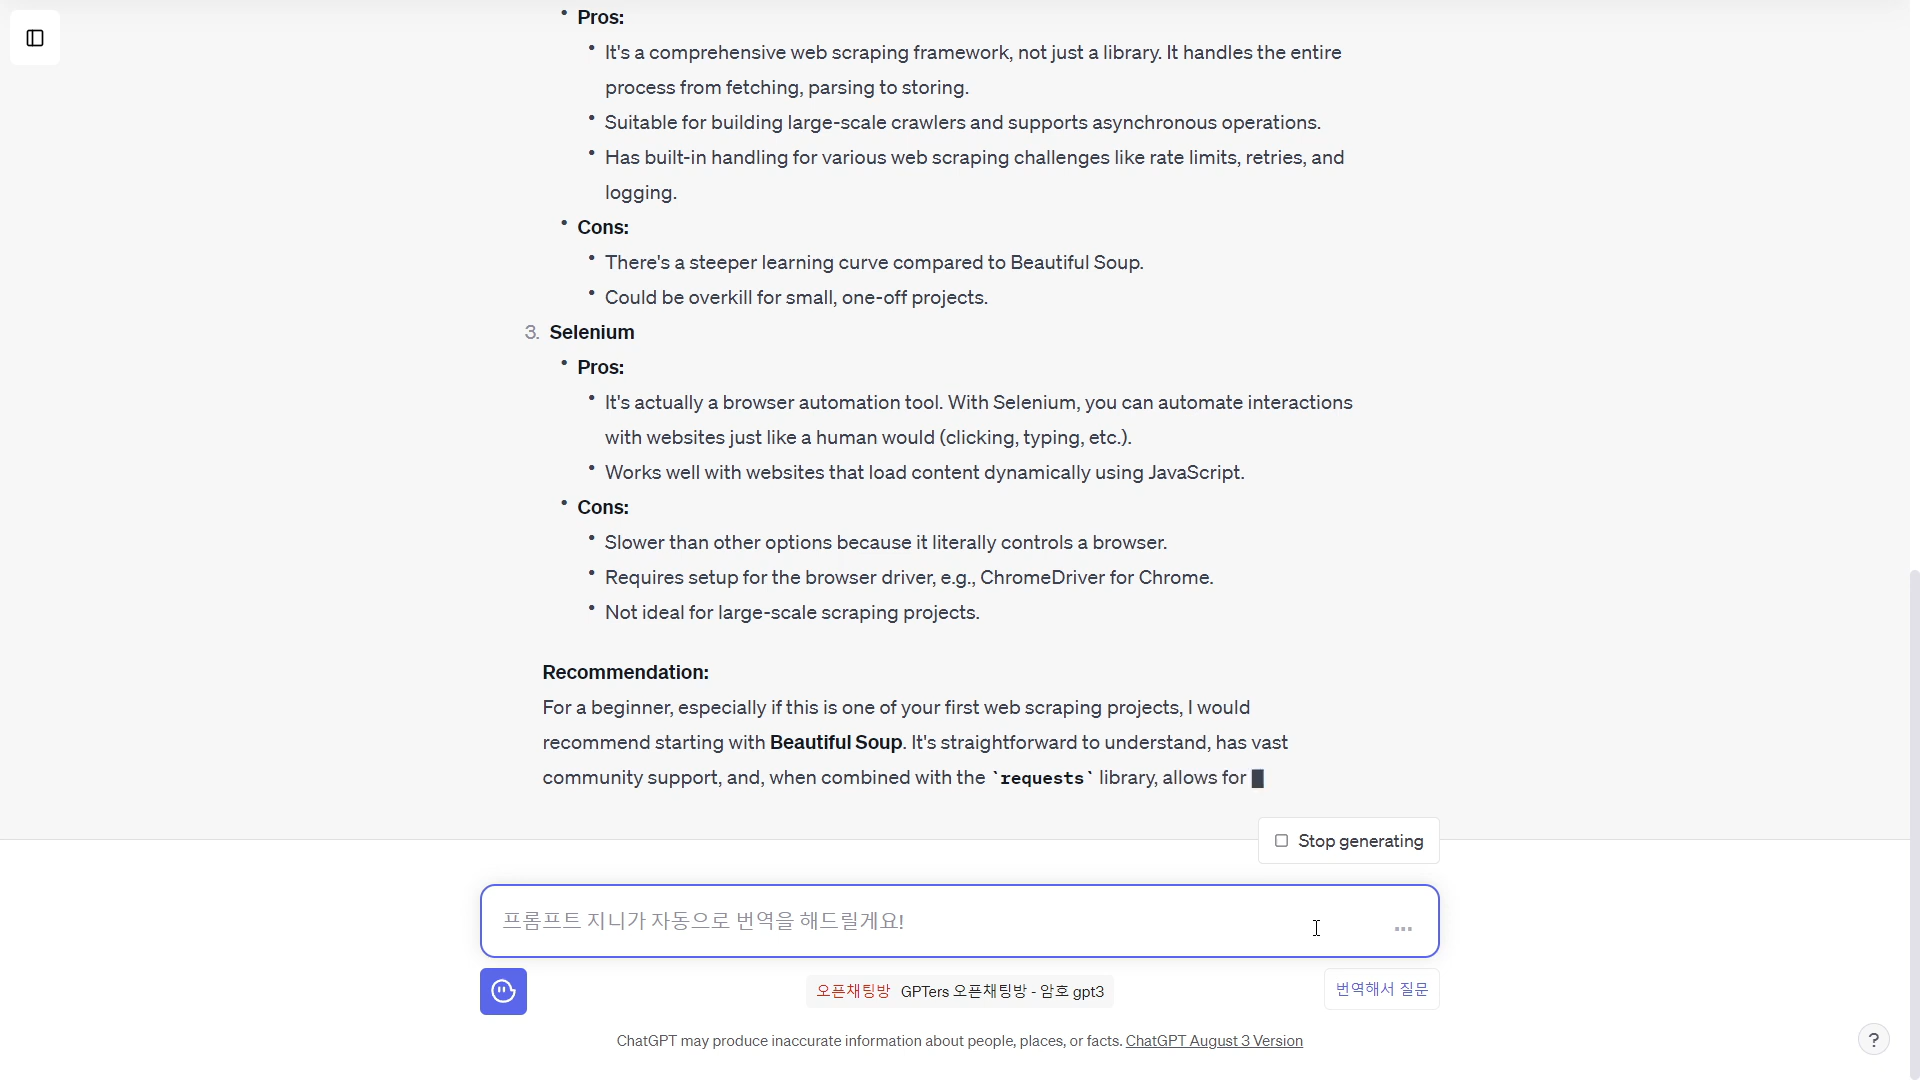 Pros:
It's a comprehensive web scraping framework, not just a library. It handles the entire
process from fetching, parsing to storing.
Suitable for building large-scale crawlers and supports asynchronous operations.
Has built-in handling for various web scraping challenges like rate limits, retries, and
logging.
Cons:
There's a steeper learning curve compared to Beautiful Soup.
Could be overkill for small, one-off projects.
3. Selenium
Pros:
It's actually a browser automation tool. With Selenium, you can automate interactions
with websites just like a human would (clicking, typing, etc.).
Works well with websites that load content dynamically using JavaScript.
Cons:
Slower than other options because it literally controls a browser.
Requires setup for the browser driver, e.g., ChromeDriver for Chrome.
Not ideal for large-scale scraping projects.
Recommendation:
For a beginner, especially if this is one of your first web scraping projects, I would
recommend starting with Beautiful Soup. It's straightforward to understand, has vast
community support, and, when combined with the `requests` library, allows for
Stop generating
프롬프트 지니가 자동으로 번역을 해드릴게요!
오픈채팅방 GPTers 오픈채팅방 - 암호 gpt3
번역해서 질문
ChatGPT may produce inaccurate information about people, places, or facts. ChatGPT August 3 Version
?